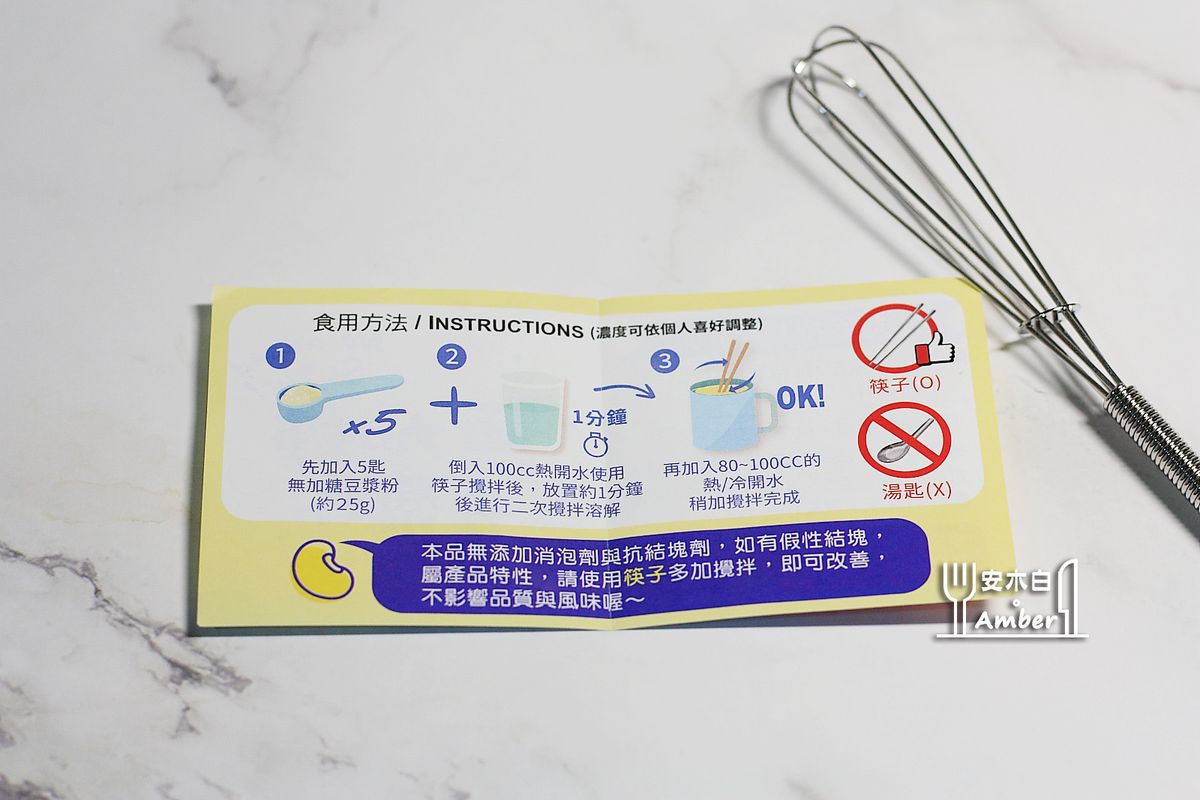 食用方法 / INSTRUCTIONS (濃度可依個人喜好調整)
1
x5
先加入5匙
無加糖豆漿粉
(約25g)
2
+
1分鐘
倒入100cc熱開水使用
筷子攪拌後，放置約1分鐘
後進行二次攪拌溶解
3
OK!
再加入80~100CC的
熱/冷開水
稍加攪拌完成
筷子(O)
湯匙(X)
本品無添加消泡劑與抗結塊劑，如有假性結塊，
屬產品特性，請使用筷子多加攪拌，即可改善，
不影響品質與風味喔～
安木白
Amber